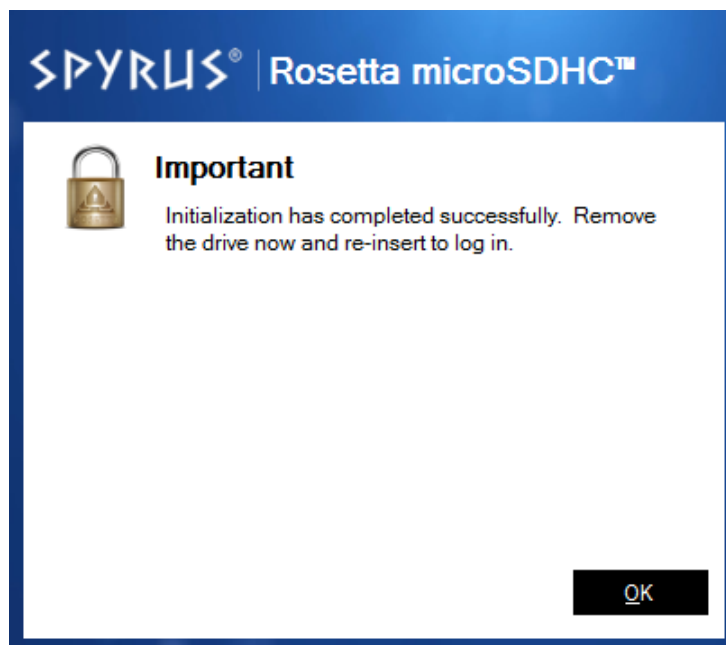 SPYRUS® | Rosetta microSDHC™
Important
Initialization has completed successfully.  Remove
the drive now and re-insert to log in.
OK